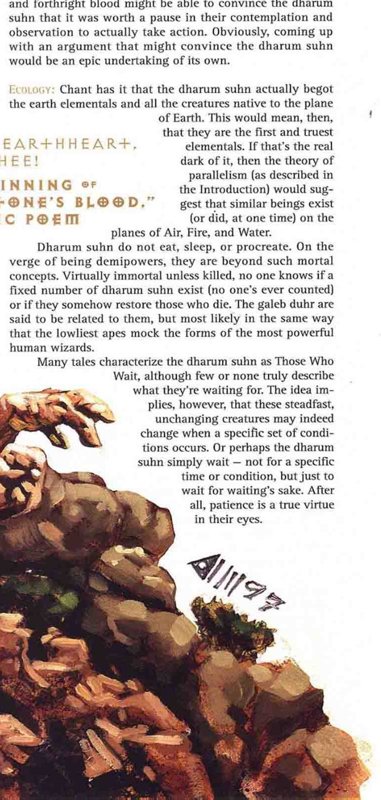 and forthright blood might be able to convince the dharum
suhn that it was worth a pause in their contemplation and
observation to actually take action. Obviously, coming up
with an argument that might convince the dharum suhn
would be an epic undertaking of its own.
ECOLOGY: Chant has it that the dharum suhn actually begot
the earth elementals and all the creatures native to the plane
of Earth. This would mean, then,
that they are the first and truest
elementals. If that's the real
dark of it, then the theory of
parallelism (as described in
the Introduction) would sug-
gest that similar beings exist
(or did, at one time) on the
planes of Air, Fire, and Water.
EARTHHEART,
HEE!
INNING OF
ONE'S BLOOD,"
IC POEM
Dharum suhn do not eat, sleep, or procreate. On the
verge of being demipowers, they are beyond such mortal
concepts. Virtually immortal unless killed, no one knows if a
fixed number of dharum suhn exist (no one's ever counted)
or if they somehow restore those who die. The galeb duhr are
said to be related to them, but most likely in the same way
that the lowliest apes mock the forms of the most powerful
human wizards.
Many tales characterize the dharum suhn as Those Who
Wait, although few or none truly describe
what they're waiting for. The idea im-
plies, however, that these steadfast,
unchanging creatures may indeed
change when a specific set of condi-
tions occurs. Or perhaps the dharum
suhn simply wait — not for a specific
time or condition, but just to
wait for waiting's sake. After
all, patience is a true virtue
in their eyes.
97